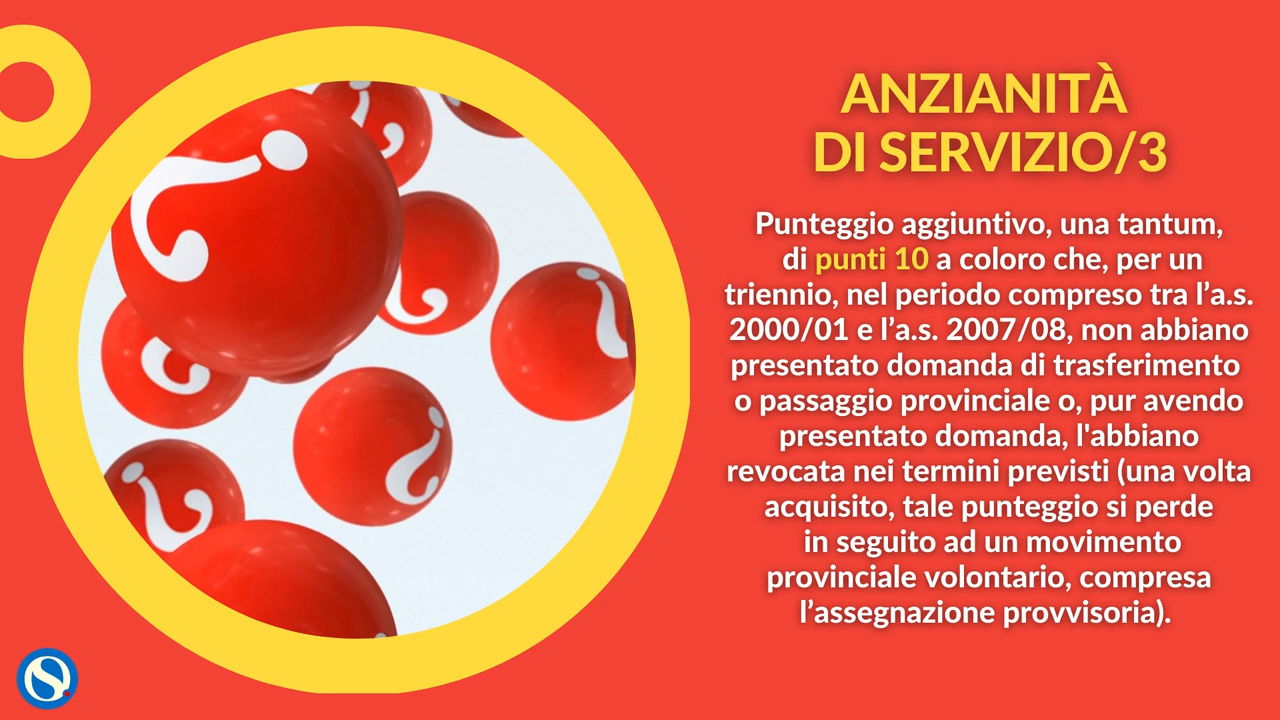 ANZIANITÀ
DI SERVIZIO/3
Punteggio aggiuntivo, una tantum,
di punti 10 a coloro che, per un
triennio, nel periodo compreso tra l’a.s.
2000/01 e l’a.s. 2007/08, non abbiano
presentato domanda di trasferimento
o passaggio provinciale o, pur avendo
presentato domanda, l'abbiano
revocata nei termini previsti (una volta
acquisito, tale punteggio si perde
in seguito ad un movimento
provinciale volontario, compresa
l’assegnazione provvisoria).